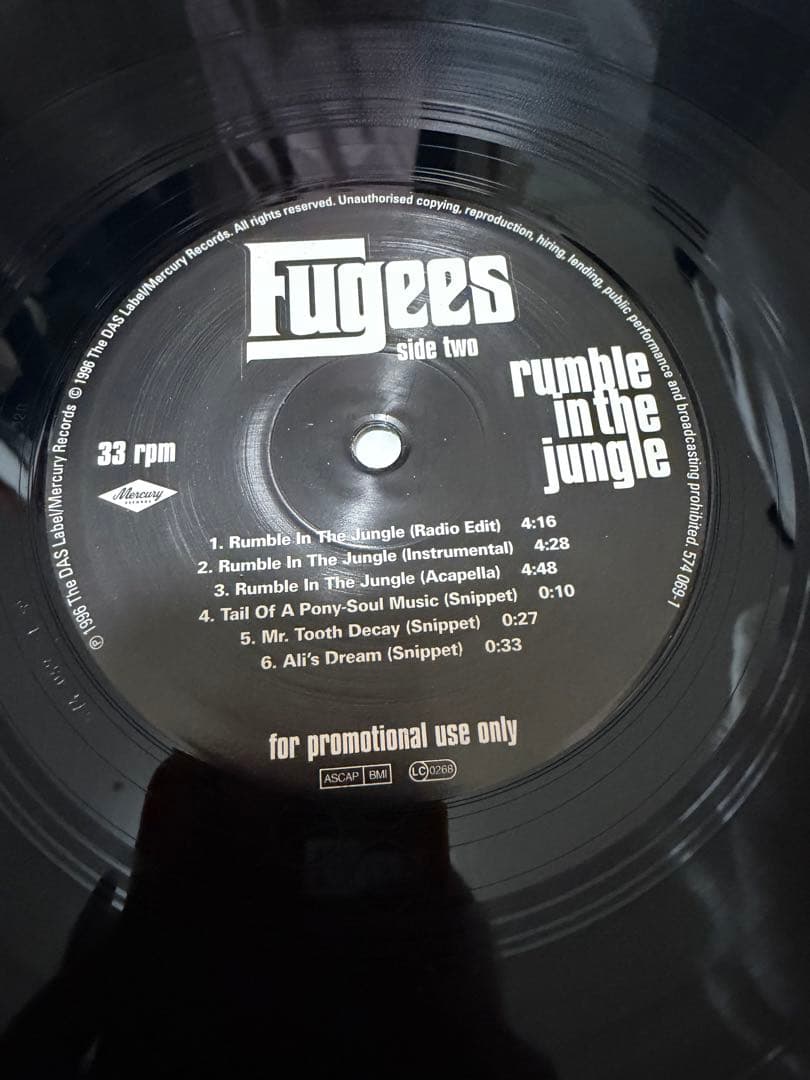 ℗ 1996 The DAS Label/Mercury Records © 1996 The DAS Label/Mercury Records. All rights reserved. Unauthorised copying, reproduction, hiring, lending, public performance and broadcasting prohibited. 574 069-1
Fugees
side two
rumble
in the
jungle
33 rpm
Mercury
RECORDS
1. Rumble In The Jungle (Radio Edit) 4:16
2. Rumble In The Jungle (Instrumental) 4:28
3. Rumble In The Jungle (Acapella) 4:48
4. Tail Of A Pony-Soul Music (Snippet) 0:10
5. Mr. Tooth Decay (Snippet) 0:27
6. Ali's Dream (Snippet) 0:33
for promotional use only
ASCAP BMI LC 0268